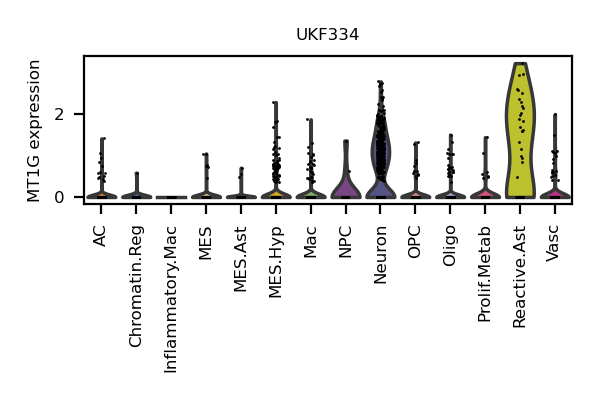 UKF334
MT1G expression
2
0
AC
Chromatin.Reg
Inflammatory.Mac
MES
MES.Ast
MES.Hyp
Mac
NPC
Neuron
OPC
Oligo
Prolif.Metab
Reactive.Ast
Vasc